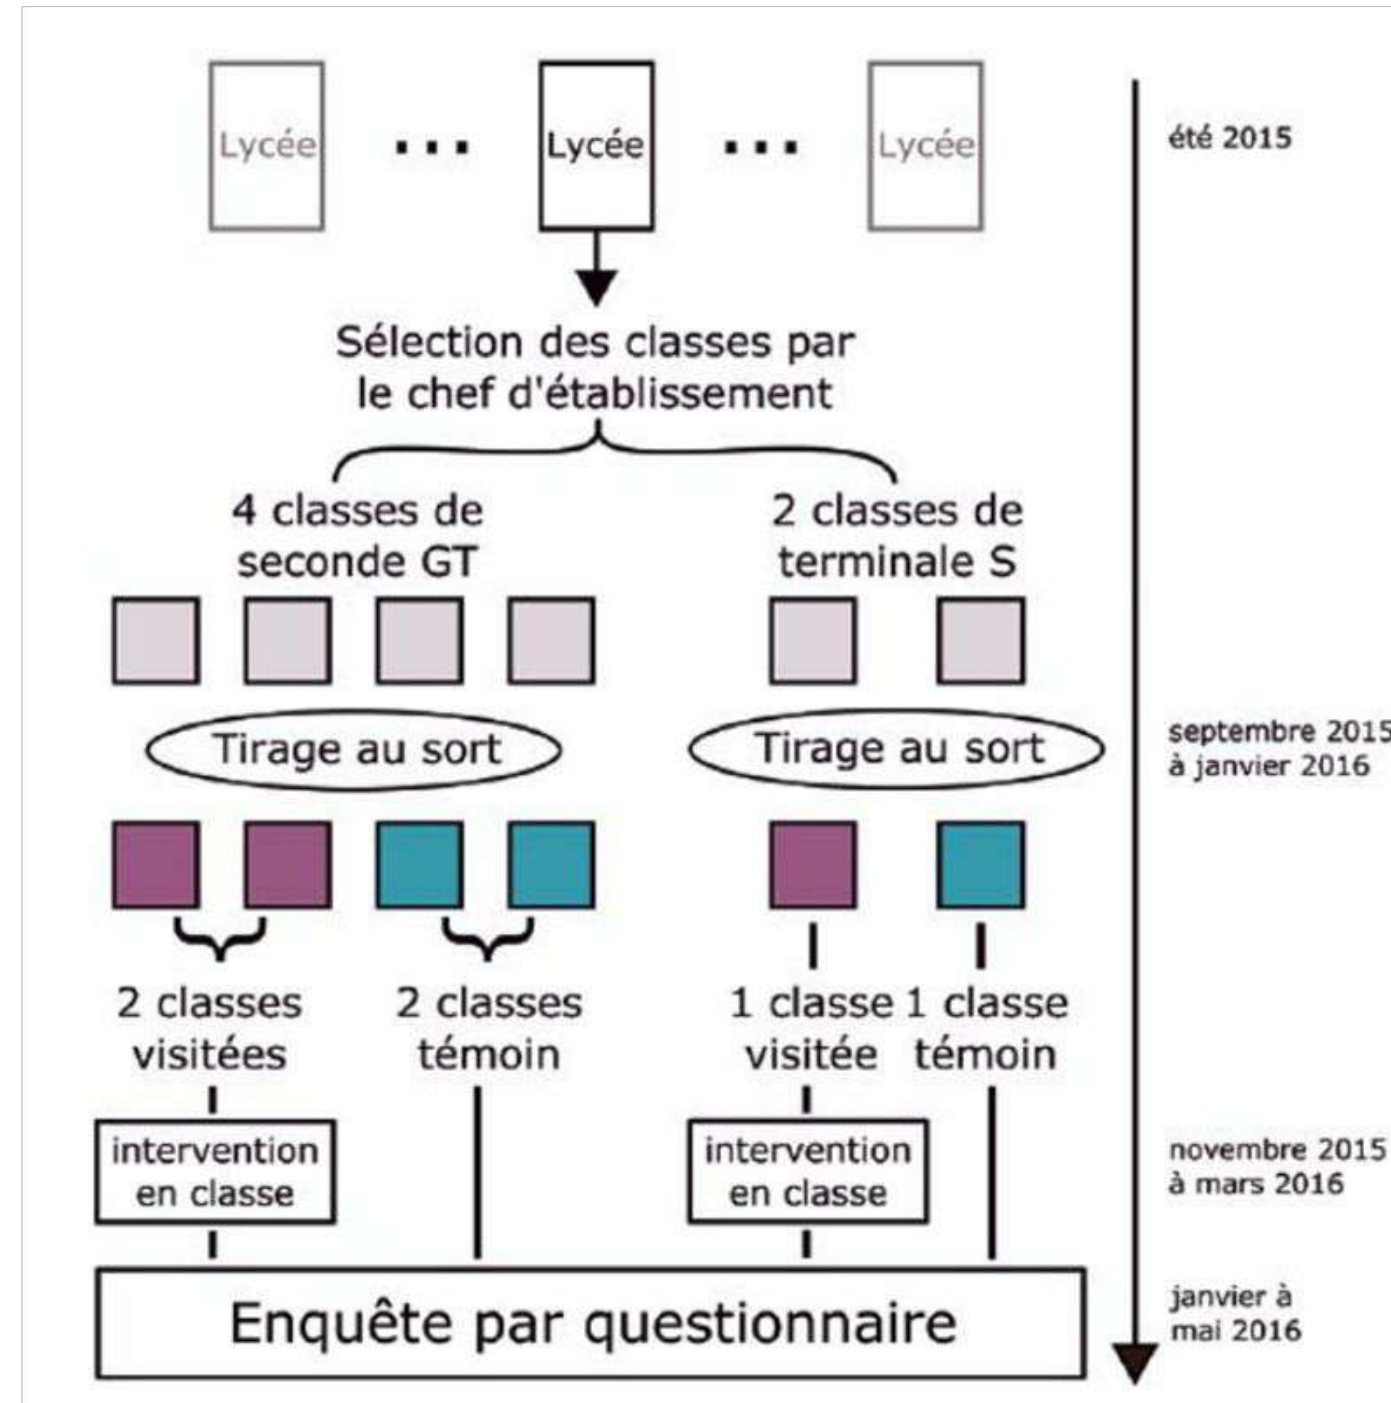 Lycée ... Lycée ... Lycée
été 2015
Sélection des classes par
le chef d'établissement
4 classes de
seconde GT
2 classes de
terminale S
Tirage au sort
Tirage au sort
septembre 2015
à janvier 2016
2 classes
visitées
2 classes
témoin
1 classe
visitée
1 classe
témoin
intervention
en classe
intervention
en classe
novembre 2015
à mars 2016
Enquête par questionnaire
janvier à
mai 2016